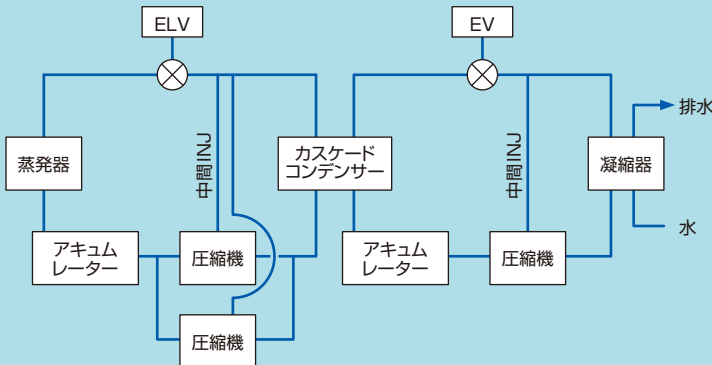 ELV
EV
蒸発器
中間INJ
カスケード
コンデンサー
中間INJ
凝縮器
排水
水
アキュム
レーター
圧縮機
アキュム
レーター
圧縮機
圧縮機